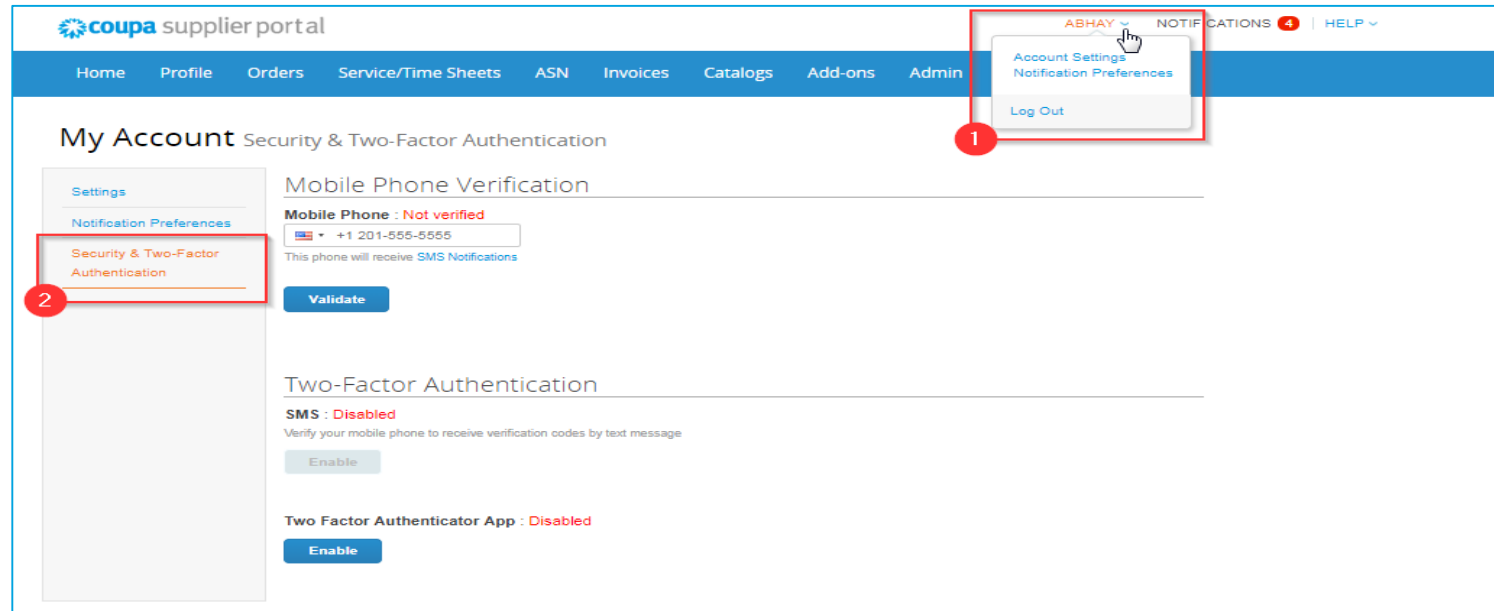 coupa supplier portal
ABHAY NOTIFICATIONS 4 | HELP
Home Profile Orders Service/Time Sheets ASN Invoices Catalogs Add-ons Admin
Account Settings
Notification Preferences
Log Out
1
My Account Security & Two-Factor Authentication
Settings
Notification Preferences
Security & Two-Factor
Authentication
2
Mobile Phone Verification
Mobile Phone : Not verified
+1 201-555-5555
This phone will receive SMS Notifications
Validate
Two-Factor Authentication
SMS : Disabled
Verify your mobile phone to receive verification codes by text message
Enable
Two Factor Authenticator App : Disabled
Enable